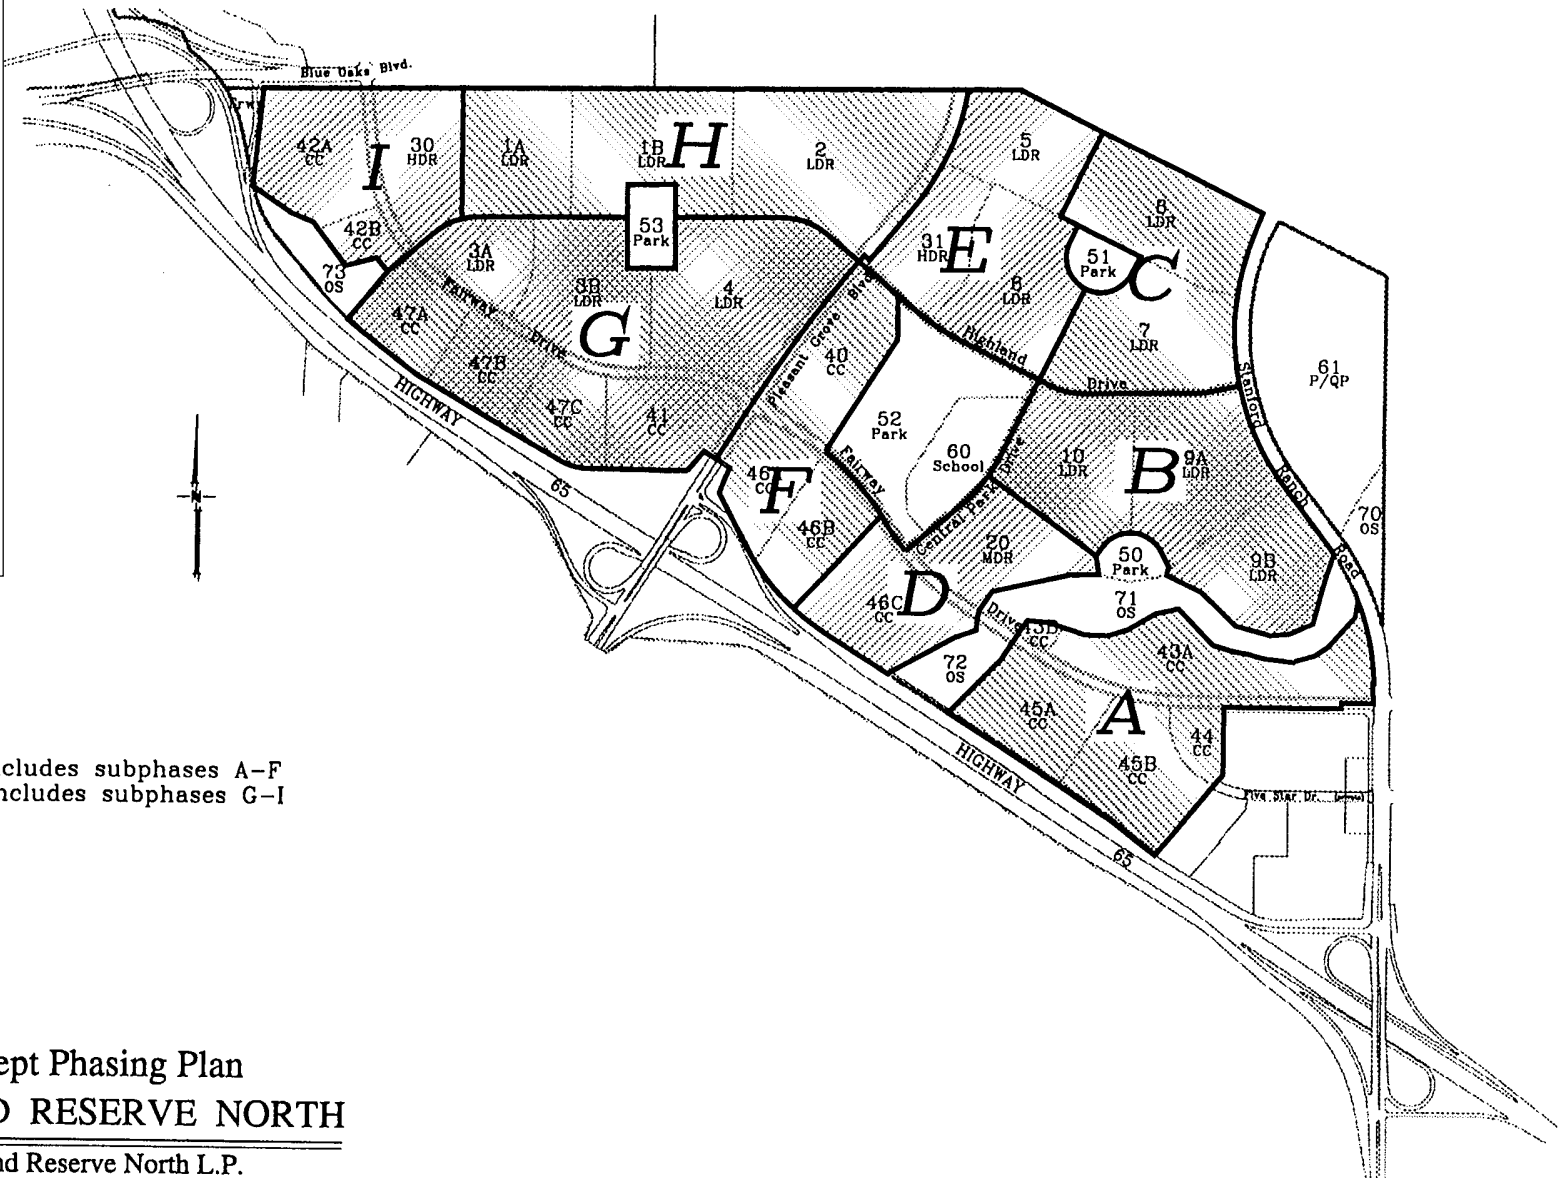 Blue Oaks Blvd.
42A
CC
I
30
HDR
1A
LDR
1B
LDR
H
2
LDR
5
LDR
8
LDR
42B
CC
73
OS
3A
LDR
53
Park
31
HDR
E
6
LDR
51
Park
C
7
LDR
3B
LDR
4
LDR
G
Fairway
Drive
47A
CC
47B
CC
47C
CC
41
CC
Pleasant Grove Blvd
40
CC
Highland
Drive
61
P/QP
Stanford
Ranch
Road
HIGHWAY
65
52
Park
60
School
Fairway
Central Park Drive
10
LDR
B
9A
LDR
9B
LDR
70
OS
N
46
CC
F
46B
CC
20
MDR
50
Park
71
OS
46C
CC
D
Drive
43B
CC
43A
CC
72
OS
45A
CC
A
44
CC
45B
CC
HIGHWAY
65
Five Star Dr.
cludes subphases A-F
ncludes subphases G-I
ept Phasing Plan
RESERVE NORTH
nd Reserve North L.P.